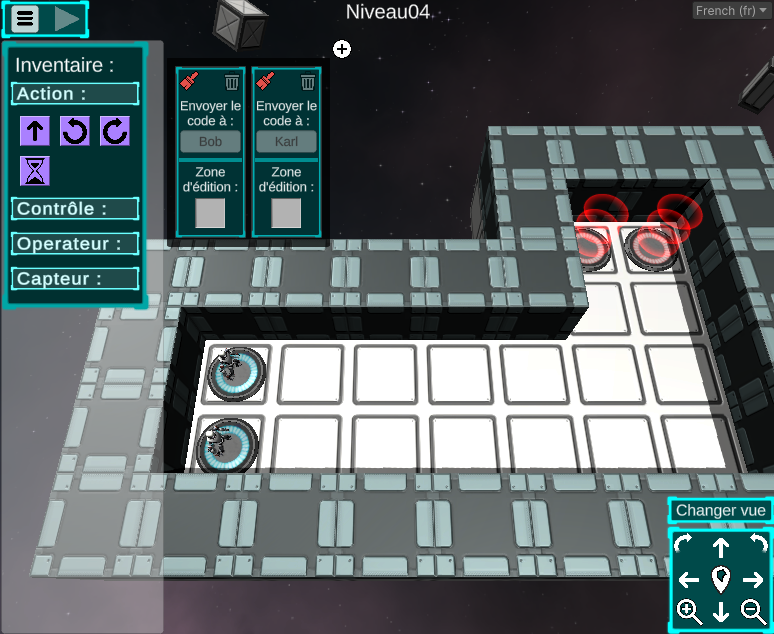 Niveau04
French (fr)
Inventaire :
Action :
Contrôle :
Operateur :
Capteur :
Envoyer le
code à :
Bob
Zone
d'édition :
Envoyer le
code à :
Karl
Zone
d'édition :
Changer vue